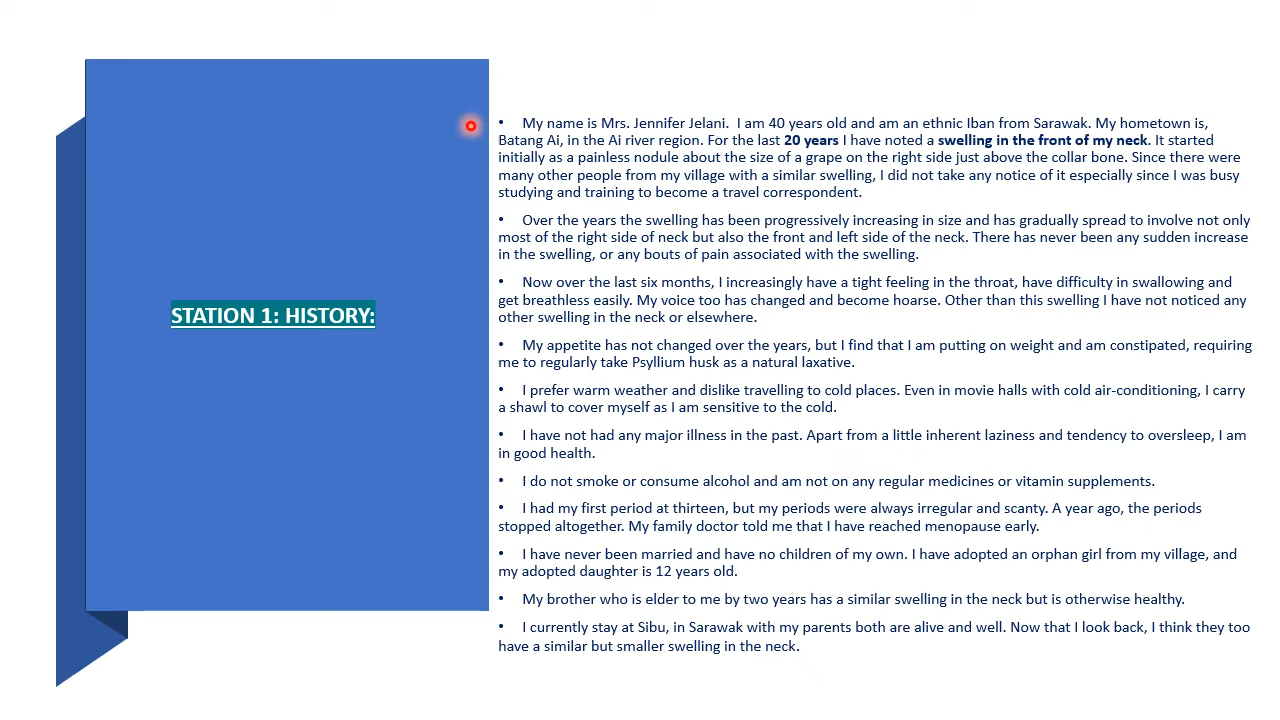 STATION 1: HISTORY:
• My name is Mrs. Jennifer Jelani. I am 40 years old and am an ethnic Iban from Sarawak. My hometown is,
Batang Ai, in the Ai river region. For the last 20 years I have noted a swelling in the front of my neck. It started
initially as a painless nodule about the size of a grape on the right side just above the collar bone. Since there were
many other people from my village with a similar swelling, I did not take any notice of it especially since I was busy
studying and training to become a travel correspondent.
• Over the years the swelling has been progressively increasing in size and has gradually spread to involve not only
most of the right side of neck but also the front and left side of the neck. There has never been any sudden increase
in the swelling, or any bouts of pain associated with the swelling.
• Now over the last six months, I increasingly have a tight feeling in the throat, have difficulty in swallowing and
get breathless easily. My voice too has changed and become hoarse. Other than this swelling I have not noticed any
other swelling in the neck or elsewhere.
• My appetite has not changed over the years, but I find that I am putting on weight and am constipated, requiring
me to regularly take Psyllium husk as a natural laxative.
• I prefer warm weather and dislike travelling to cold places. Even in movie halls with cold air-conditioning, I carry
a shawl to cover myself as I am sensitive to the cold.
• I have not had any major illness in the past. Apart from a little inherent laziness and tendency to oversleep, I am
in good health.
• I do not smoke or consume alcohol and am not on any regular medicines or vitamin supplements.
• I had my first period at thirteen, but my periods were always irregular and scanty. A year ago, the periods
stopped altogether. My family doctor told me that I have reached menopause early.
• I have never been married and have no children of my own. I have adopted an orphan girl from my village, and
my adopted daughter is 12 years old.
• My brother who is elder to me by two years has a similar swelling in the neck but is otherwise healthy.
• I currently stay at Sibu, in Sarawak with my parents both are alive and well. Now that I look back, I think they too
have a similar but smaller swelling in the neck.